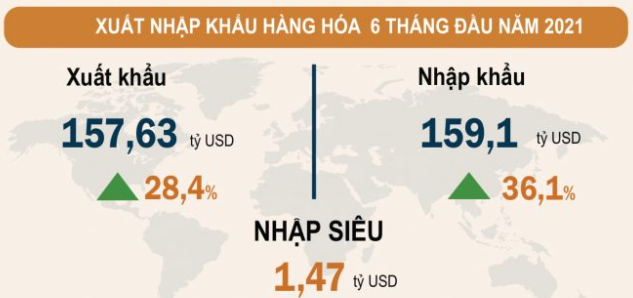 XUẤT NHẬP KHẨU HÀNG HÓA 6 THÁNG ĐẦU NĂM 2021
Xuất khẩu
157,63 tỷ USD
28,4%
Nhập khẩu
159,1 tỷ USD
36,1%
NHẬP SIÊU
1,47 tỷ USD